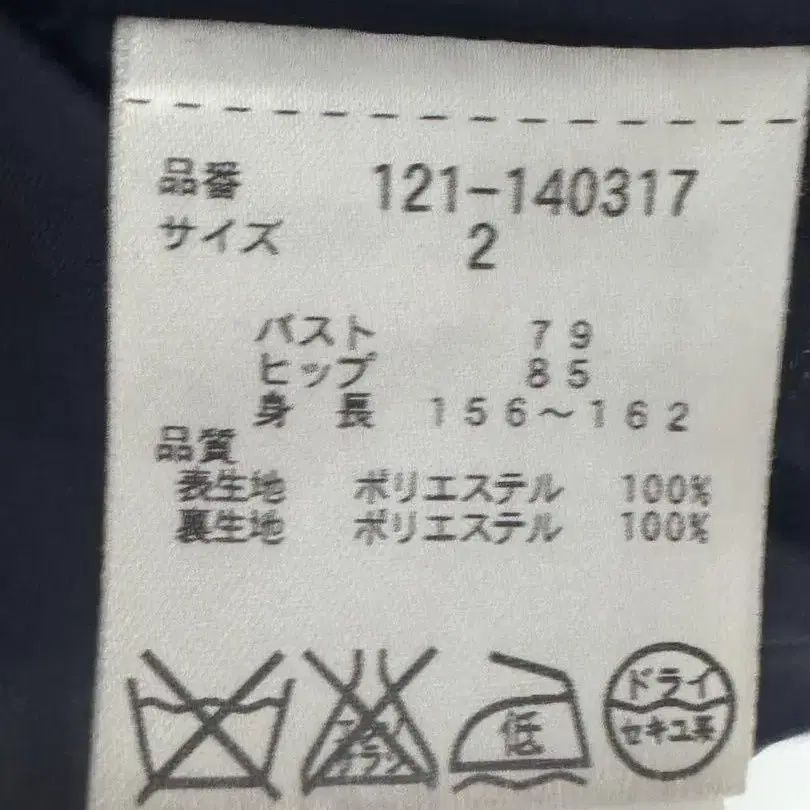 品番 121-140317
サイズ 2
バスト 79
ヒップ 85
身長 156~162
品質
表生地 ポリエステル 100%
裏生地 ポリエステル 100%
低
ドライ
セキユ系